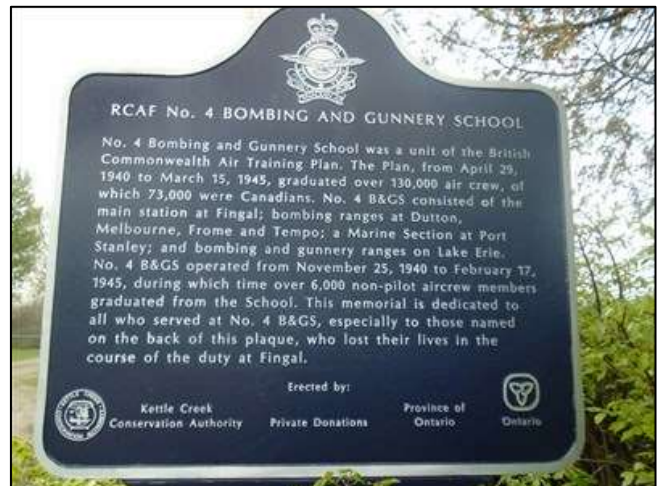 RCAF No. 4 BOMBING AND GUNNERY SCHOOL
No. 4 Bombing and Gunnery School was a unit of the British
Commonwealth Air Training Plan. The Plan, from April 29,
1940 to March 15, 1945, graduated over 130,000 air crew, of
which 73,000 were Canadians. No. 4 B&GS consisted of the
main station at Fingal; bombing ranges at Dutton,
Melbourne, Frome and Tempo; a Marine Section at Port
Stanley; and bombing and gunnery ranges on Lake Erie.
No. 4 B&GS operated from November 25, 1940 to February 17,
1945, during which time over 6,000 non-pilot aircrew members
graduated from the School. This memorial is dedicated to
all who served at No. 4 B&GS, especially to those named
on the back of this plaque, who lost their lives in the
course of the duty at Fingal.
Erected by:
KETTLE CREEK
Kettle Creek
Conservation Authority
Private Donations
Province of
Ontario
Ontario